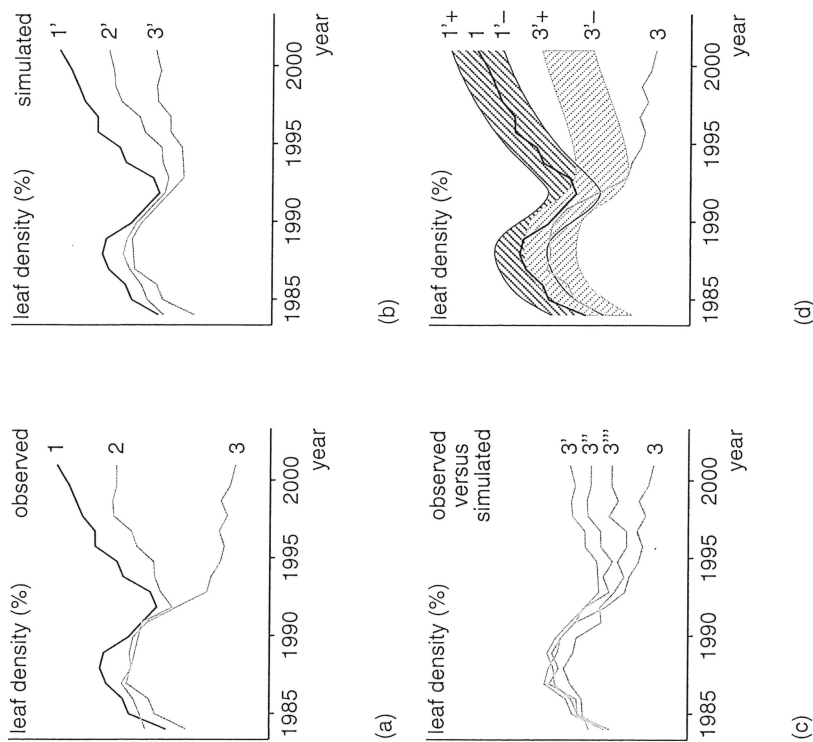 leaf density (%)
observed
1
2
3
1985 1990 1995 2000
year
(a)
leaf density (%)
simulated
1'
2'
3'
1985 1990 1995 2000
year
(b)
leaf density (%)
observed
versus
simulated
3'
3''
3'''
3
1985 1990 1995 2000
year
(c)
leaf density (%)
1'+
1
1'–
3'+
3'–
3
1985 1990 1995 2000
year
(d)